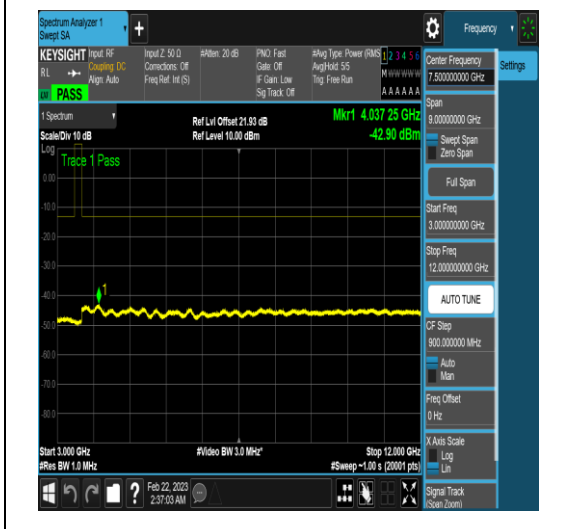 Spectrum Analyzer 1
Swept SA
+
Frequency
KEYSIGHT
RL
PASS
Input: RF
Coupling: DC
Align: Auto
Input Z: 50 Ω
Corrections: Off
Freq Ref: Int (S)
#Atten: 20 dB
PNO: Fast
Gate: Off
IF Gain: Low
Sig Track: Off
#Avg Type: Power (RMS
Avg|Hold: 5/5
Trig: Free Run
1 2 3 4 5 6
M W W W W W
A A A A A A
Settings
1 Spectrum
Scale/Div 10 dB
Ref Lvl Offset 21.93 dB
Ref Level 10.00 dBm
Mkr1 4.037 25 GHz
-42.90 dBm
Log
Trace 1 Pass
0.00
-10.0
-20.0
-30.0
-40.0
-50.0
-60.0
-70.0
-80.0
1
Start 3.000 GHz
#Res BW 1.0 MHz
#Video BW 3.0 MHz*
Stop 12.000 GHz
#Sweep ~1.00 s (20001 pts)
Feb 22, 2023
2:37:03 AM
?
Center Frequency
7.500000000 GHz
Span
9.00000000 GHz
Swept Span
Zero Span
Full Span
Start Freq
3.000000000 GHz
Stop Freq
12.000000000 GHz
AUTO TUNE
CF Step
900.000000 MHz
Auto
Man
Freq Offset
0 Hz
X Axis Scale
Log
Lin
Signal Track
(Span Zoom)